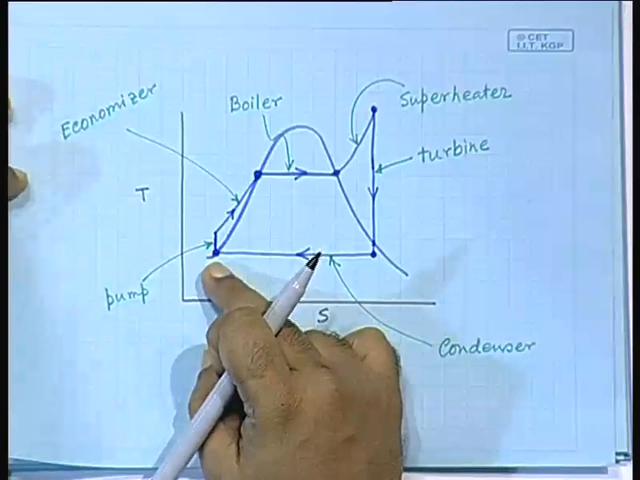 © CET
I.I.T. KGP
Economizer
Boiler
Superheater
turbine
T
pump
S
Condenser